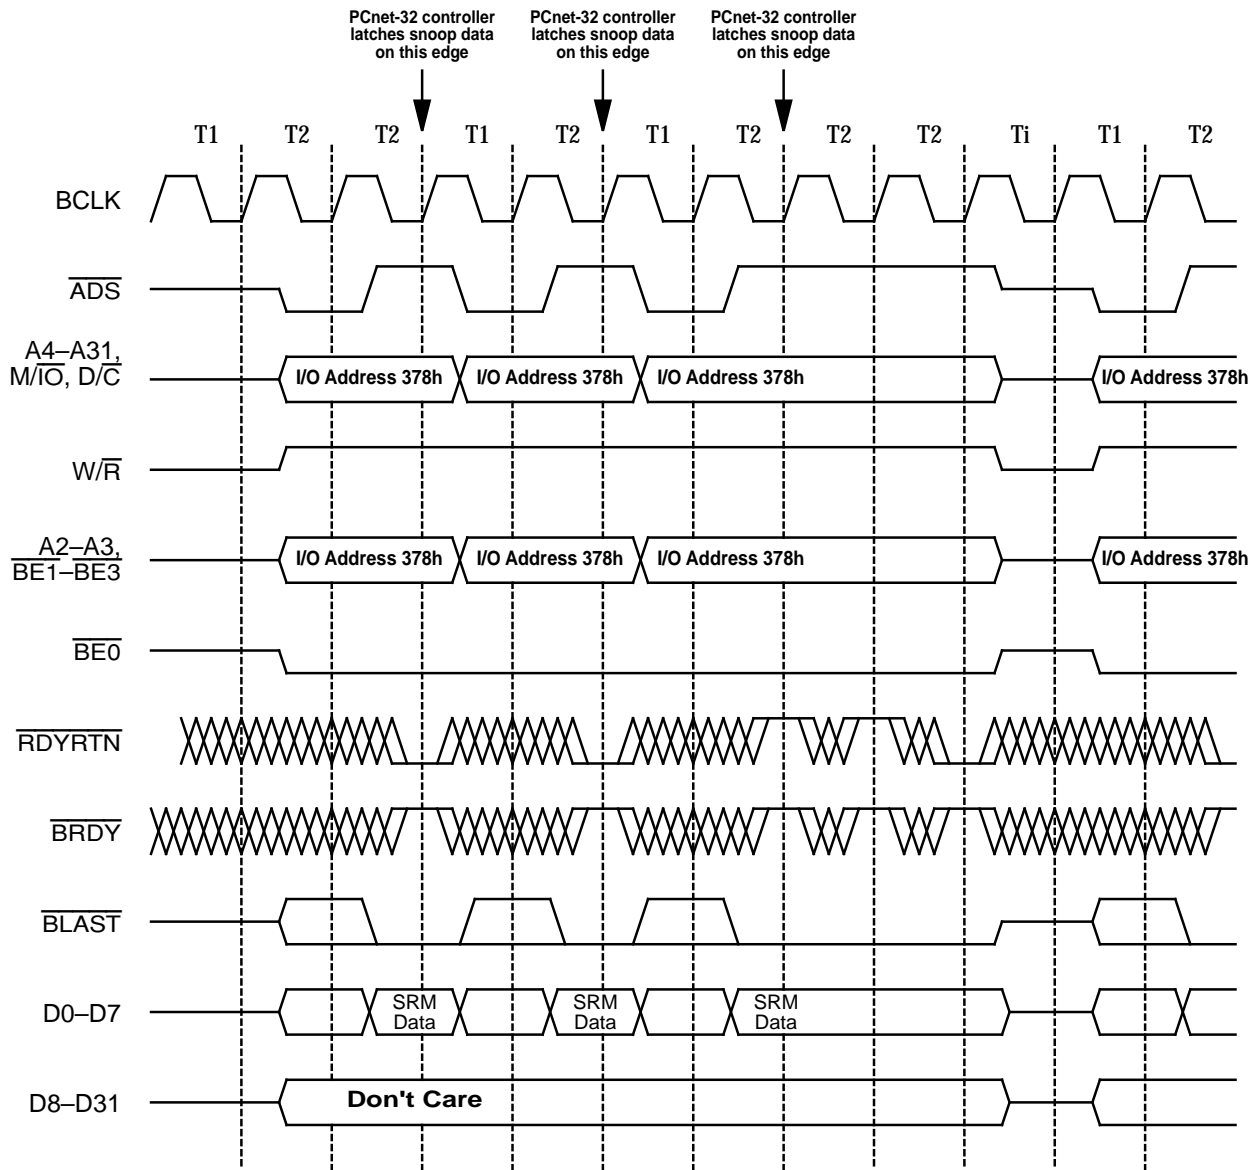 PCnet-32 controller
latches snoop data
on this edge
PCnet-32 controller
latches snoop data
on this edge
PCnet-32 controller
latches snoop data
on this edge
T1 T2 T2 T1 T2 T1 T2 T2 T2 Ti T1 T2
BCLK
ADS
A4–A31,
M/IO, D/C
I/O Address 378h I/O Address 378h I/O Address 378h I/O Address 378h
W/R
A2–A3,
BE1–BE3
I/O Address 378h I/O Address 378h I/O Address 378h I/O Address 378h
BE0
RDYRTN
BRDY
BLAST
D0–D7
SRM
Data
SRM
Data
SRM
Data
D8–D31
Don't Care